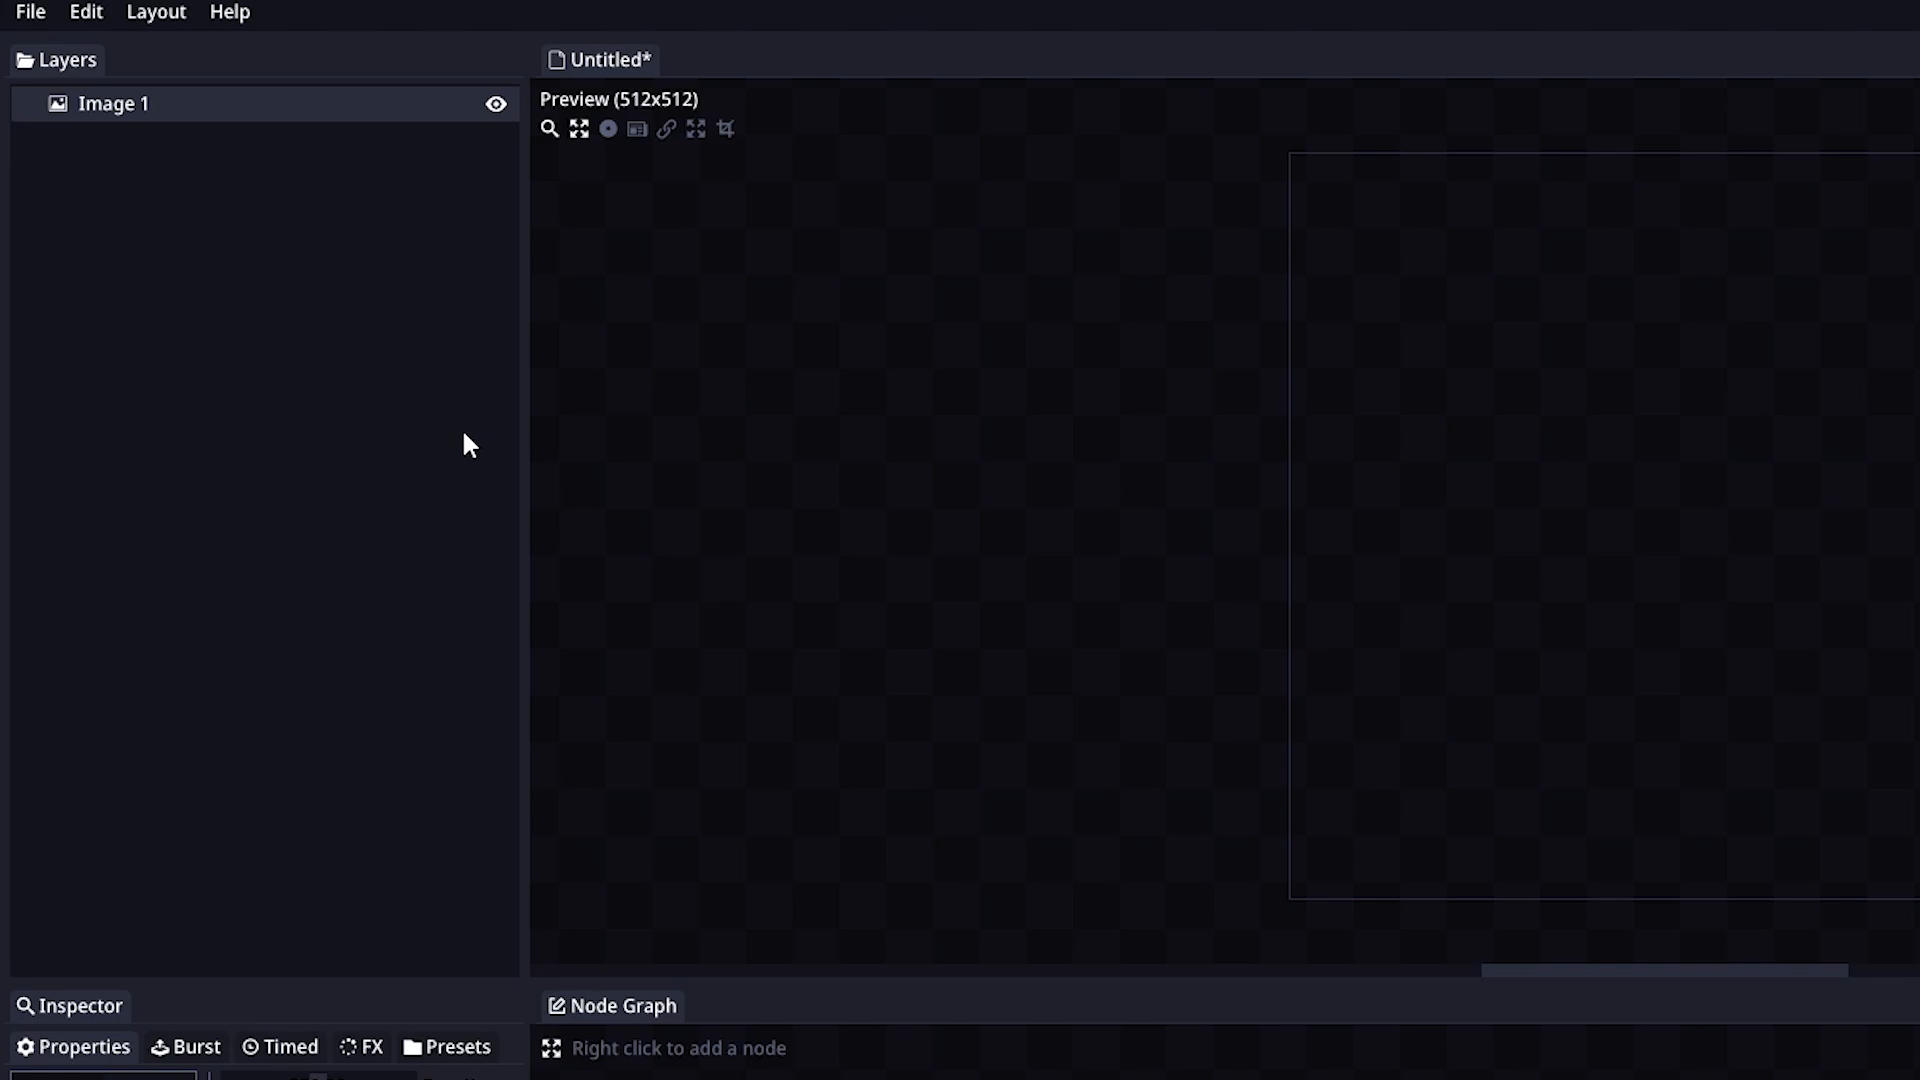 File Edit Layout Help
Layers
Image 1
Untitled*
Preview (512x512)
Inspector
Properties Burst Timed FX Presets
Node Graph
Right click to add a node